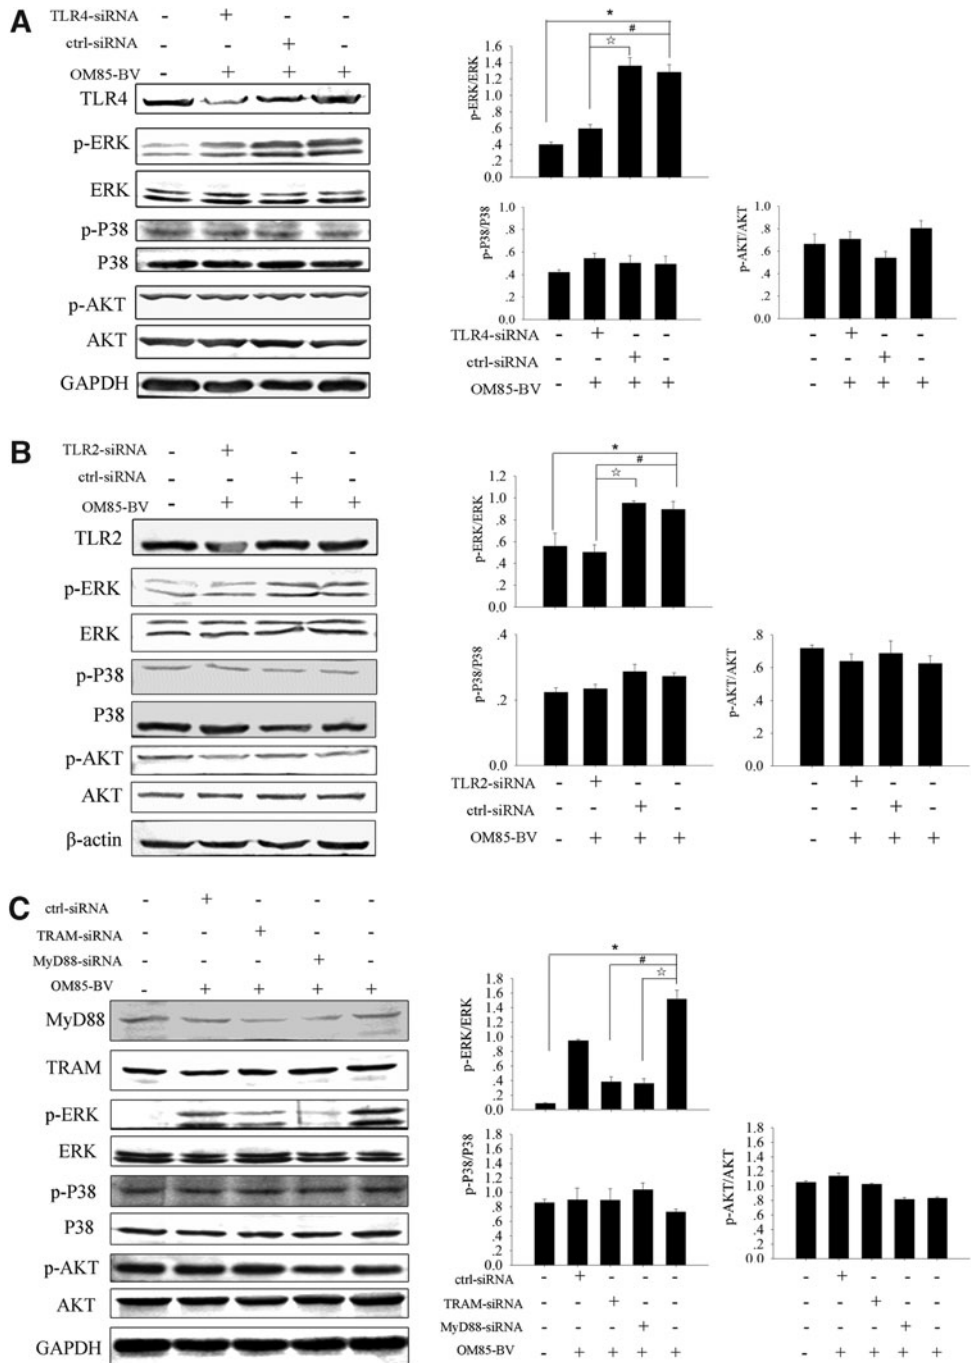 A
TLR4-siRNA - + - -
ctrl-siRNA - - + -
OM85-BV - + + +
TLR4
p-ERK
ERK
p-P38
P38
p-AKT
AKT
GAPDH
* # ☆
p-ERK/ERK
1.6
1.4
1.2
1.0
.8
.6
.4
.2
0.0
p-P38/P38
1.0
.8
.6
.4
.2
0.0
p-AKT/AKT
1.0
.8
.6
.4
.2
0.0
TLR4-siRNA - + - - - + - -
ctrl-siRNA - - + - - - + -
OM85-BV - + + + - + + +
B
TLR2-siRNA - + - -
ctrl-siRNA - - + -
OM85-BV - + + +
TLR2
p-ERK
ERK
p-P38
P38
p-AKT
AKT
β-actin
* # ☆
p-ERK/ERK
1.2
1.0
.8
.6
.4
.2
0.0
p-P38/P38
.4
.2
0.0
p-AKT/AKT
.8
.6
.4
.2
0.0
TLR2-siRNA - + - - - + - -
ctrl-siRNA - - + - - - + -
OM85-BV - + + + - + + +
C
ctrl-siRNA - + - - -
TRAM-siRNA - - + - -
MyD88-siRNA - - - + -
OM85-BV - + + + +
MyD88
TRAM
p-ERK
ERK
p-P38
P38
p-AKT
AKT
GAPDH
* # ☆
p-ERK/ERK
1.8
1.6
1.4
1.2
1.0
.8
.6
.4
.2
0.0
p-P38/P38
1.8
1.6
1.4
1.2
1.0
.8
.6
.4
.2
0.0
p-AKT/AKT
1.8
1.6
1.4
1.2
1.0
.8
.6
.4
.2
0.0
ctrl-siRNA - + - - - - + - - -
TRAM-siRNA - - + - - - - + - -
MyD88-siRNA - - - + - - - - + -
OM85-BV - + + + + - + + + +